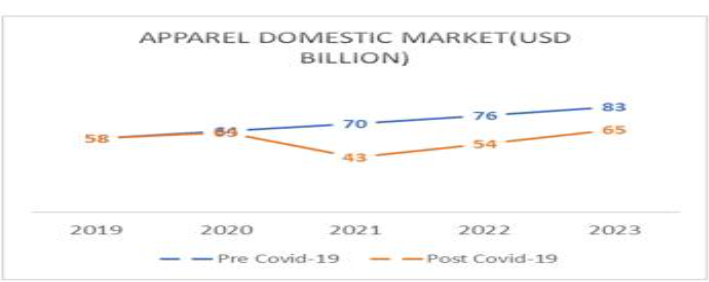 APPAREL DOMESTIC MARKET(USD
BILLION)
83
76
70
58
65
54
43
2019 2020 2021 2022 2023
Pre Covid-19 Post Covid-19